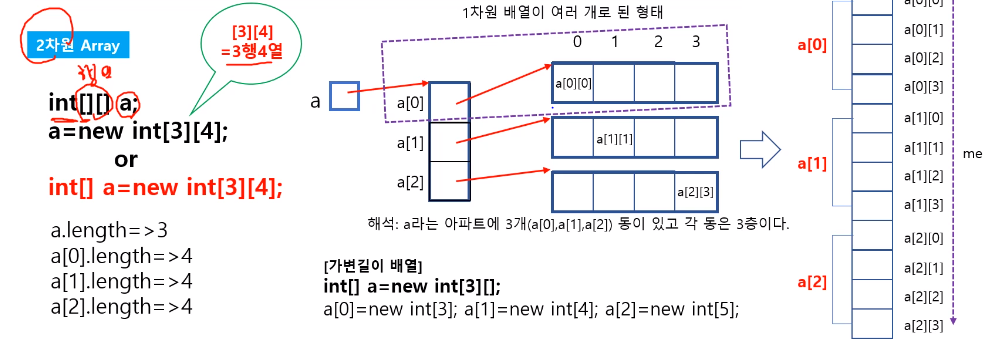 2차원 Array
[3][4]
=3행4열
행 열
int[][] a;
a=new int[3][4];
or
int[] a=new int[3][4];
a.length=>3
a[0].length=>4
a[1].length=>4
a[2].length=>4
1차원 배열이 여러 개로 된 형태
0 1 2 3
a
a[0]
a[0][0]
a[1]
a[1][1]
a[2]
a[2][3]
해석: a라는 아파트에 3개(a[0],a[1],a[2]) 동이 있고 각 동은 3층이다.
[가변길이 배열]
int[] a=new int[3][];
a[0]=new int[3]; a[1]=new int[4]; a[2]=new int[5];
a[0]
a[0][0]
a[0][1]
a[0][2]
a[0][3]
a[1]
a[1][0]
a[1][1]
a[1][2]
a[1][3]
a[2]
a[2][0]
a[2][1]
a[2][2]
a[2][3]
me